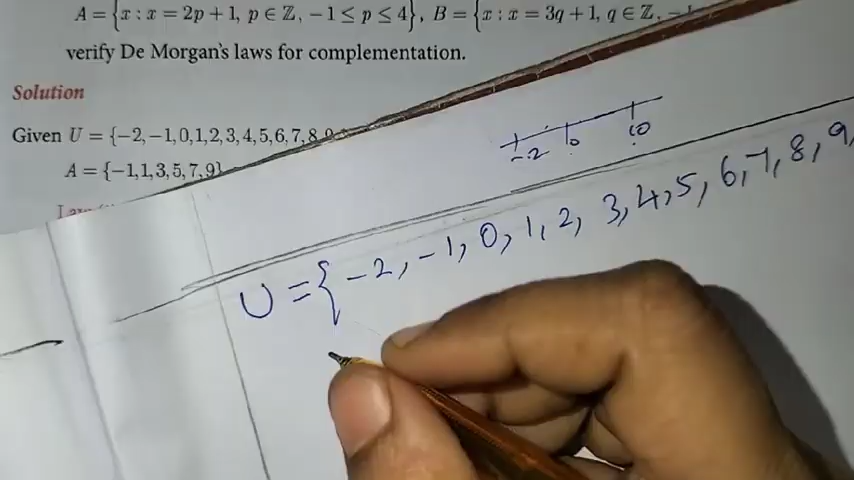 A = {x : x = 2p + 1, p ∈ ℤ, −1 ≤ p ≤ 4}, B = {x : x = 3q + 1, q ∈ ℤ,
verify De Morgan's laws for complementation.
Solution
Given U = {−2, −1, 0, 1, 2, 3, 4, 5, 6, 7, 8,
A = {−1, 1, 3, 5, 7, 9}
-2 0 10
U = { -2, -1, 0, 1, 2, 3, 4, 5, 6, 7, 8, 9,